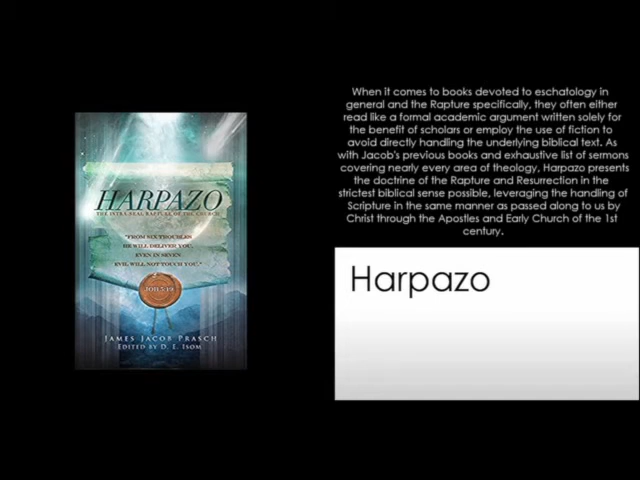 HARPAZO
THE INTRA-SEAL RAPTURE OF THE CHURCH
"FROM SIX TROUBLES
HE WILL DELIVER YOU,
EVEN IN SEVEN
EVIL WILL NOT TOUCH YOU."
JOB 5:19
JAMES JACOB PRASCH
EDITED BY D. E. ISOM
When it comes to books devoted to eschatology in
general and the Rapture specifically, they often either
read like a formal academic argument written solely for
the benefit of scholars or employ the use of fiction to
avoid directly handling the underlying biblical text. As
with Jacob's previous books and exhaustive list of sermons
covering nearly every area of theology, Harpazo presents
the doctrine of the Rapture and Resurrection in the
strictest biblical sense possible, leveraging the handling of
Scripture in the same manner as passed along to us by
Christ through the Apostles and Early Church of the 1st
century.
Harpazo